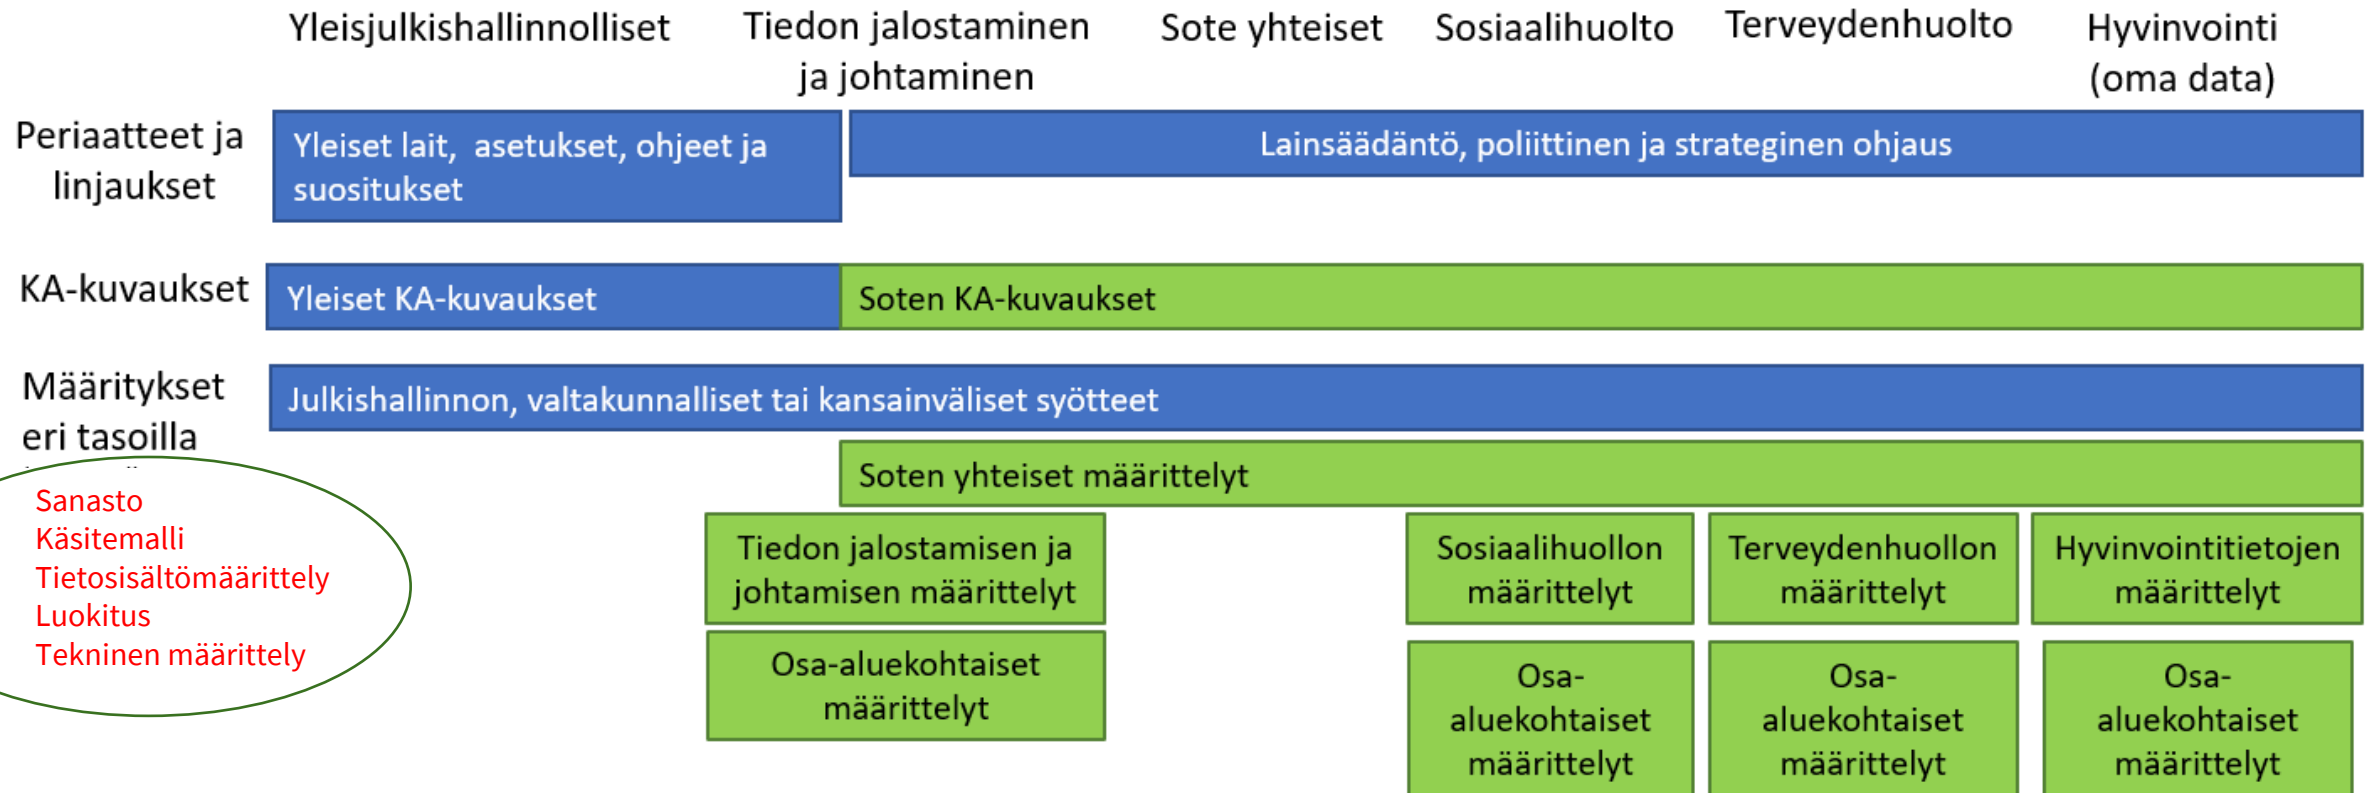 Yleisjulkishallinnolliset
Tiedon jalostaminen
ja johtaminen
Sote yhteiset
Sosiaalihuolto
Terveydenhuolto
Hyvinvointi
(oma data)
Periaatteet ja
linjaukset
Yleiset lait, asetukset, ohjeet ja
suositukset
Lainsäädäntö, poliittinen ja strateginen ohjaus
KA-kuvaukset
Yleiset KA-kuvaukset
Soten KA-kuvaukset
Määritykset
eri tasoilla
Julkishallinnon, valtakunnalliset tai kansainväliset syötteet
Soten yhteiset määrittelyt
Sanasto
Käsitemalli
Tietosisältömäärittely
Luokitus
Tekninen määrittely
Tiedon jalostamisen ja
johtamisen määrittelyt
Sosiaalihuollon
määrittelyt
Terveydenhuollon
määrittelyt
Hyvinvointitietojen
määrittelyt
Osa-aluekohtaiset
määrittelyt
Osa-
aluekohtaiset
määrittelyt
Osa-
aluekohtaiset
määrittelyt
Osa-
aluekohtaiset
määrittelyt